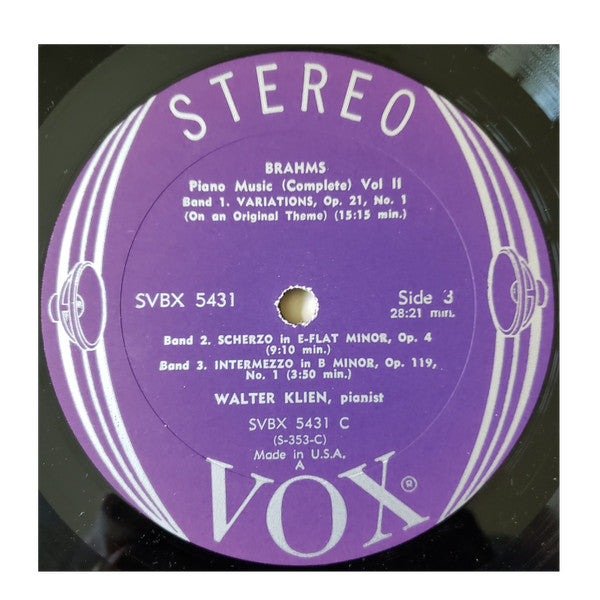 STEREO
BRAHMS
Piano Music (Complete) Vol II
Band 1. VARIATIONS, Op. 21, No. 1
(On an Original Theme) (15:15 min.)
SVBX 5431
Side 3
28:21 min.
Band 2. SCHERZO in E-FLAT MINOR, Op. 4
(9:10 min.)
Band 3. INTERMEZZO in B MINOR, Op. 119,
No. 1 (3:50 min.)
WALTER KLIEN, pianist
SVBX 5431 C
(S-353-C)
Made in U.S.A.
A
VOX ®